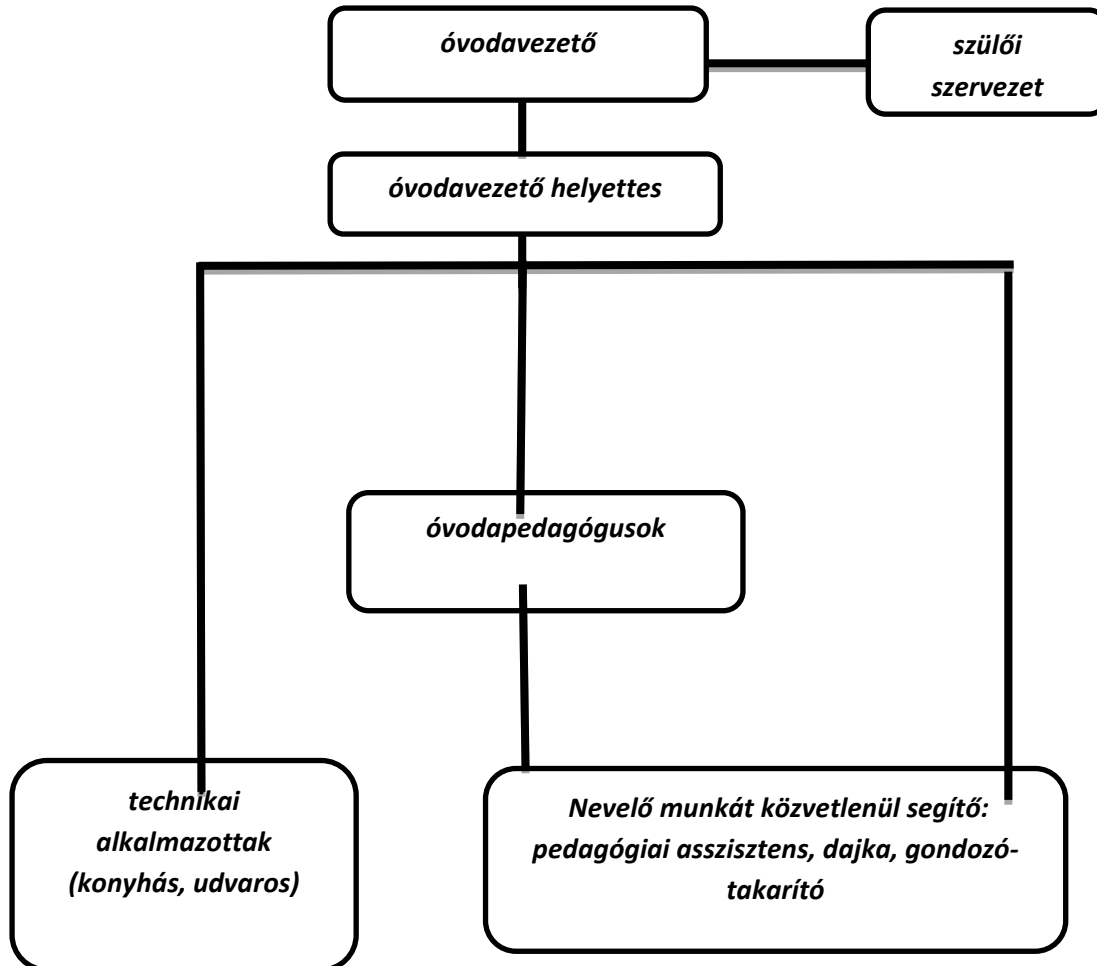 óvodavezető
szülői
szervezet
óvodavezető helyettes
óvodapedagógusok
technikai
alkalmazottak
(konyhás, udvaros)
Nevelő munkát közvetlenül segítő:
pedagógiai asszisztens, dajka, gondozó-
takarító